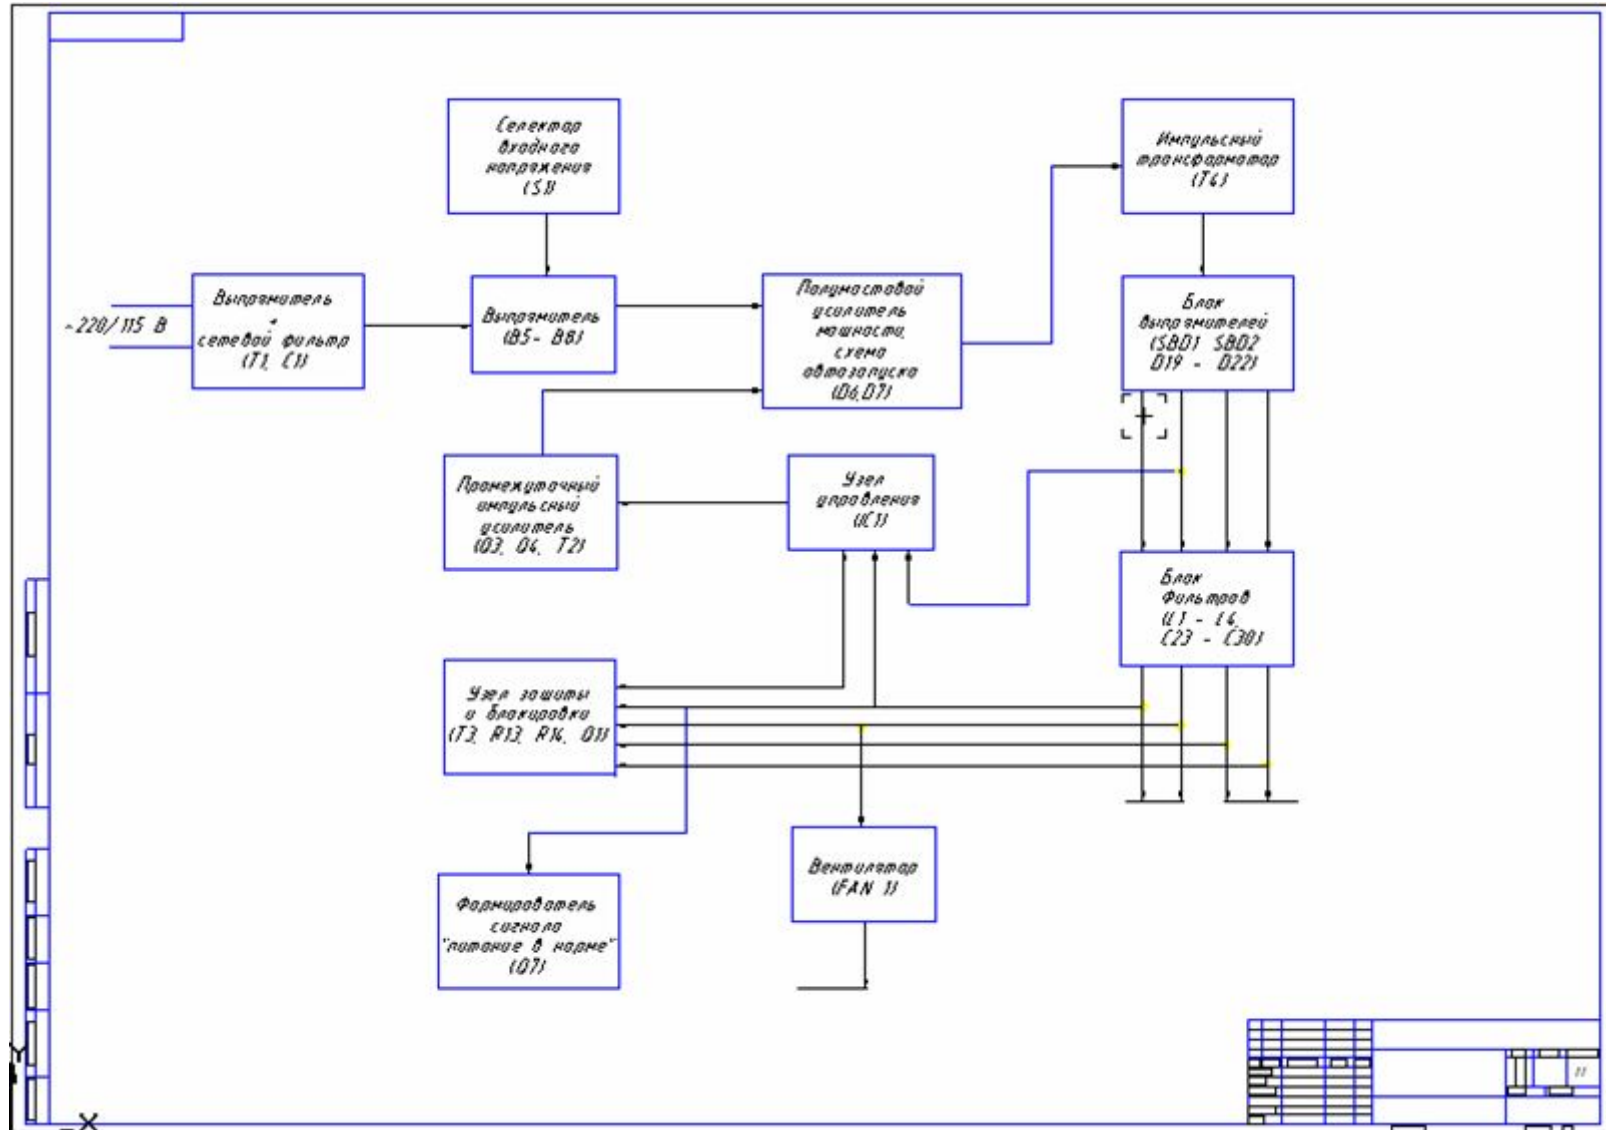 Селектор
входного
напряжения
(S1)
Импульсный
трансформатор
(T4)
~220/115 В
Выпрямитель
+
сетевой фильтр
(T1, C1)
Выпрямитель
(B5- B8)
Полумостовой
усилитель
мошности,
схема
автозапуска
(D6,D7)
Блок
выпрямителей
(SBD1 SBD2
D19 - D22)
Промежуточный
импульсный
усилитель
(Q3, Q4, T2)
Узел
управления
(IC1)
Блок
Фильтров
(L1 - L4,
C23 - C30)
Узел зашиты
и блокировки
(T3, R13, R14, Q1)
Вентилятор
(FAN 1)
Формирователь
сигнала
"питание в норме"
(Q7)
Y
X
11